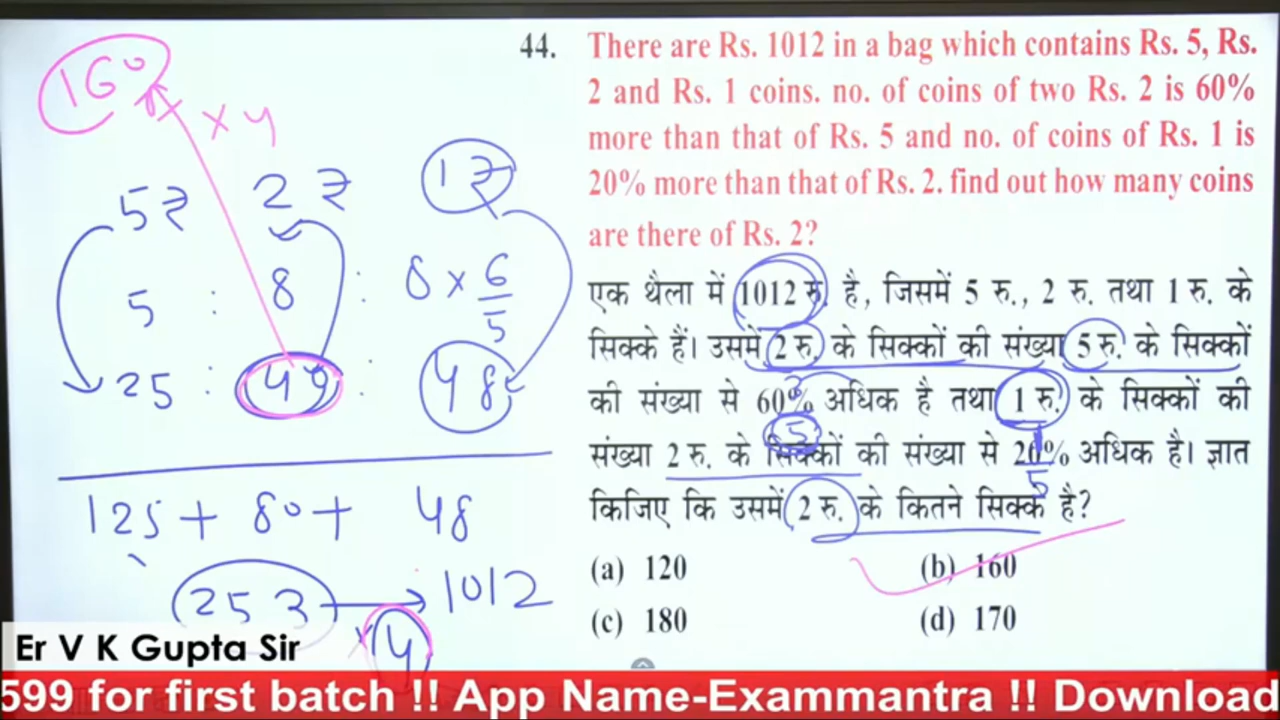 160
× 4
5₹ 2₹ 1₹
5 : 8 : 8 × 6/5
25 : 40 : 48
125 + 80 + 48
253 → 1012
×4
44. There are Rs. 1012 in a bag which contains Rs. 5, Rs.
2 and Rs. 1 coins. no. of coins of two Rs. 2 is 60%
more than that of Rs. 5 and no. of coins of Rs. 1 is
20% more than that of Rs. 2. find out how many coins
are there of Rs. 2?
एक थैला में 1012 रु. है, जिसमें 5 रु., 2 रु. तथा 1 रु. के
सिक्के हैं। उसमें 2 रु. के सिक्कों की संख्या 5 रु. के सिक्कों
की संख्या से 60% अधिक है तथा 1 रु. के सिक्कों की
संख्या 2 रु. के सिक्कों की संख्या से 20% अधिक है। ज्ञात
किजिए कि उसमें 2 रु. के कितने सिक्के है?
(a) 120 (b) 160
(c) 180 (d) 170
Er V K Gupta Sir
599 for first batch !! App Name-Exammantra !! Download